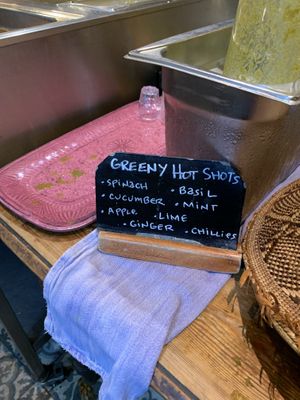 GREENY HOT SHOTS
• SPINACH • BASIL
• CUCUMBER • MINT
• APPLE • LIME
• GINGER • CHILLIES